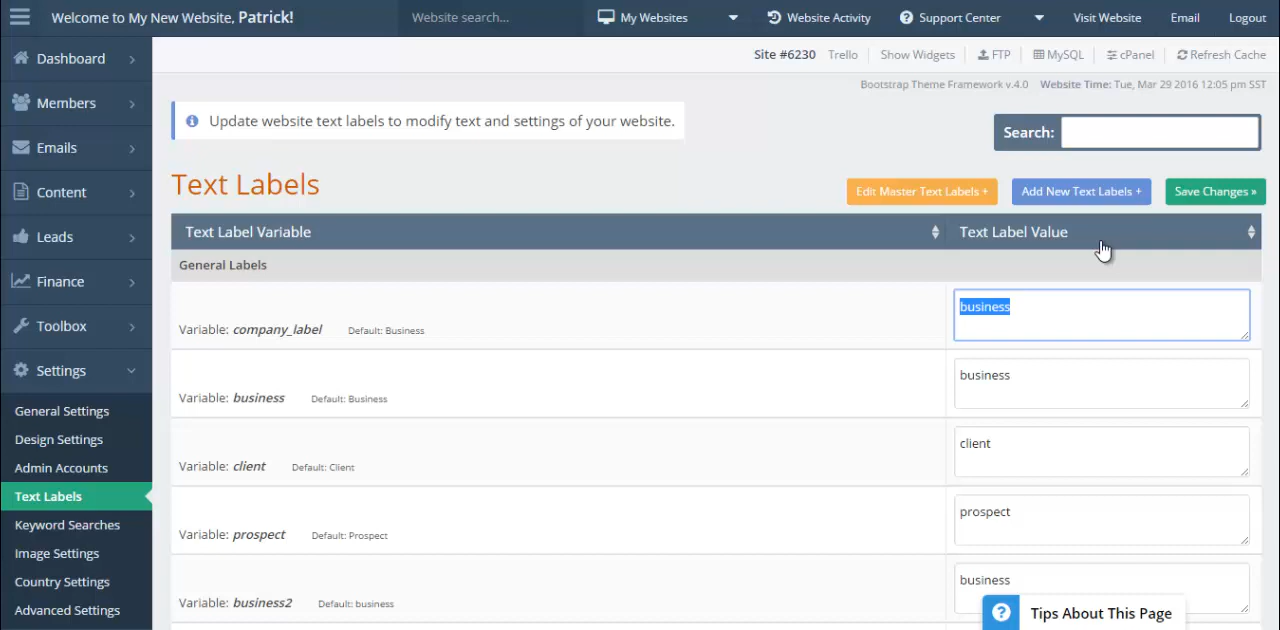 Welcome to My New Website, Patrick!
Website search...
My Websites
Website Activity
Support Center
Visit Website
Email
Logout
Dashboard
Members
Emails
Content
Leads
Finance
Toolbox
Settings
General Settings
Design Settings
Admin Accounts
Text Labels
Keyword Searches
Image Settings
Country Settings
Advanced Settings
Site #6230
Trello
Show Widgets
FTP
MySQL
cPanel
Refresh Cache
Bootstrap Theme Framework v.4.0
Website Time: Tue, Mar 29 2016 12:05 pm SST
Update website text labels to modify text and settings of your website.
Search:
Text Labels
Edit Master Text Labels +
Add New Text Labels +
Save Changes »
Text Label Variable
Text Label Value
General Labels
Variable: company_label Default: Business
business
Variable: business Default: Business
business
Variable: client Default: Client
client
Variable: prospect Default: Prospect
prospect
Variable: business2 Default: business
business
? Tips About This Page